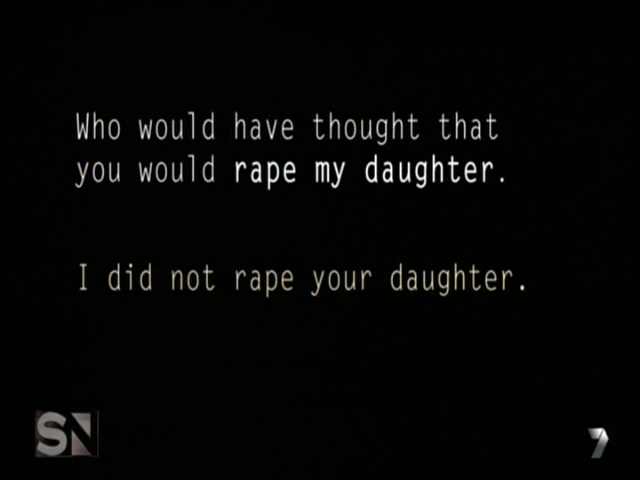 Who would have thought that
you would rape my daughter.
I did not rape your daughter.
SN
7